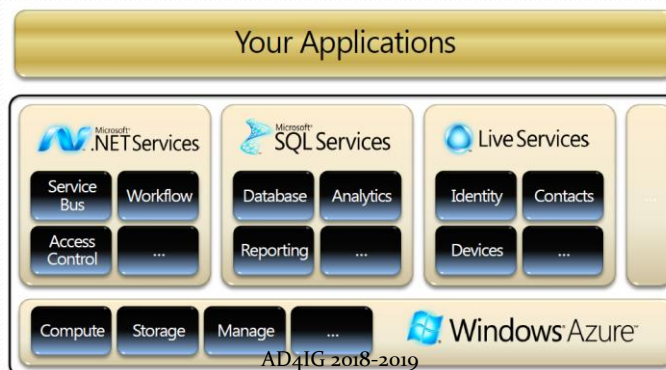 Your Applications
Microsoft
.NET Services
Microsoft
SQL Services
Live Services
Service
Bus
Workflow
Access
Control
...
Database
Analytics
Reporting
...
Identity
Contacts
Devices
...
...
Compute
Storage
Manage
...
Windows Azure™
AD4IG 2018-2019